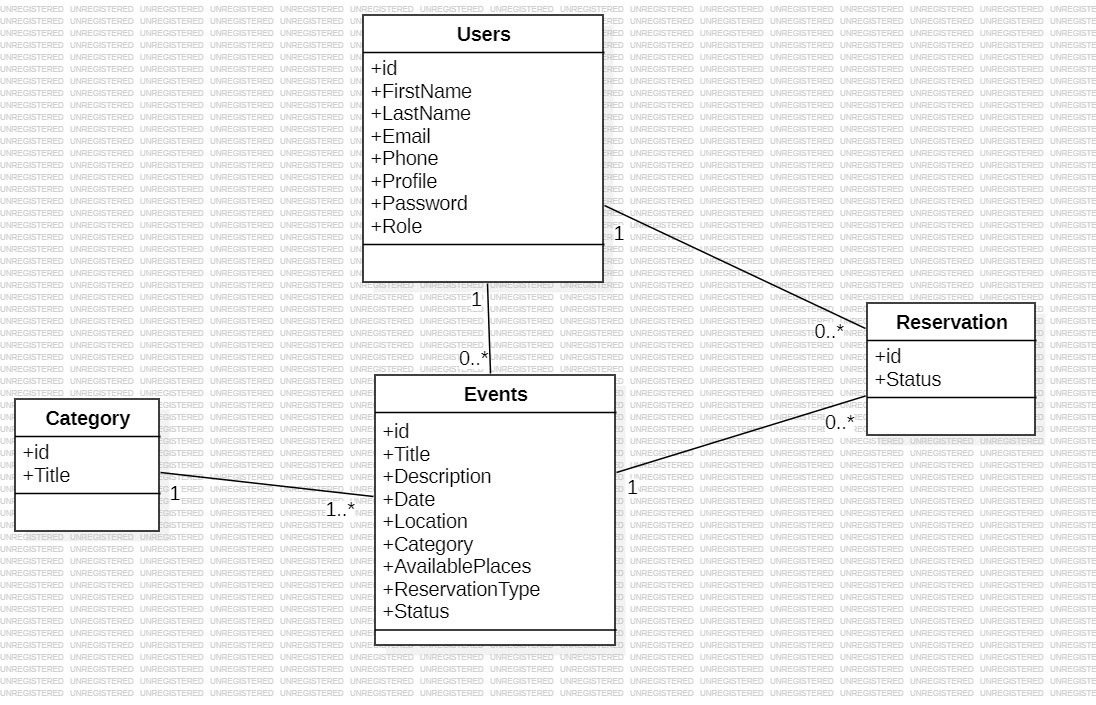 Users
+id
+FirstName
+LastName
+Email
+Phone
+Profile
+Password
+Role
1
1
0..*
0..*
Reservation
+id
+Status
0..*
Category
+id
+Title
1
1..*
Events
+id
+Title
+Description
+Date
+Location
+Category
+AvailablePlaces
+ReservationType
+Status
1
UNREGISTERED